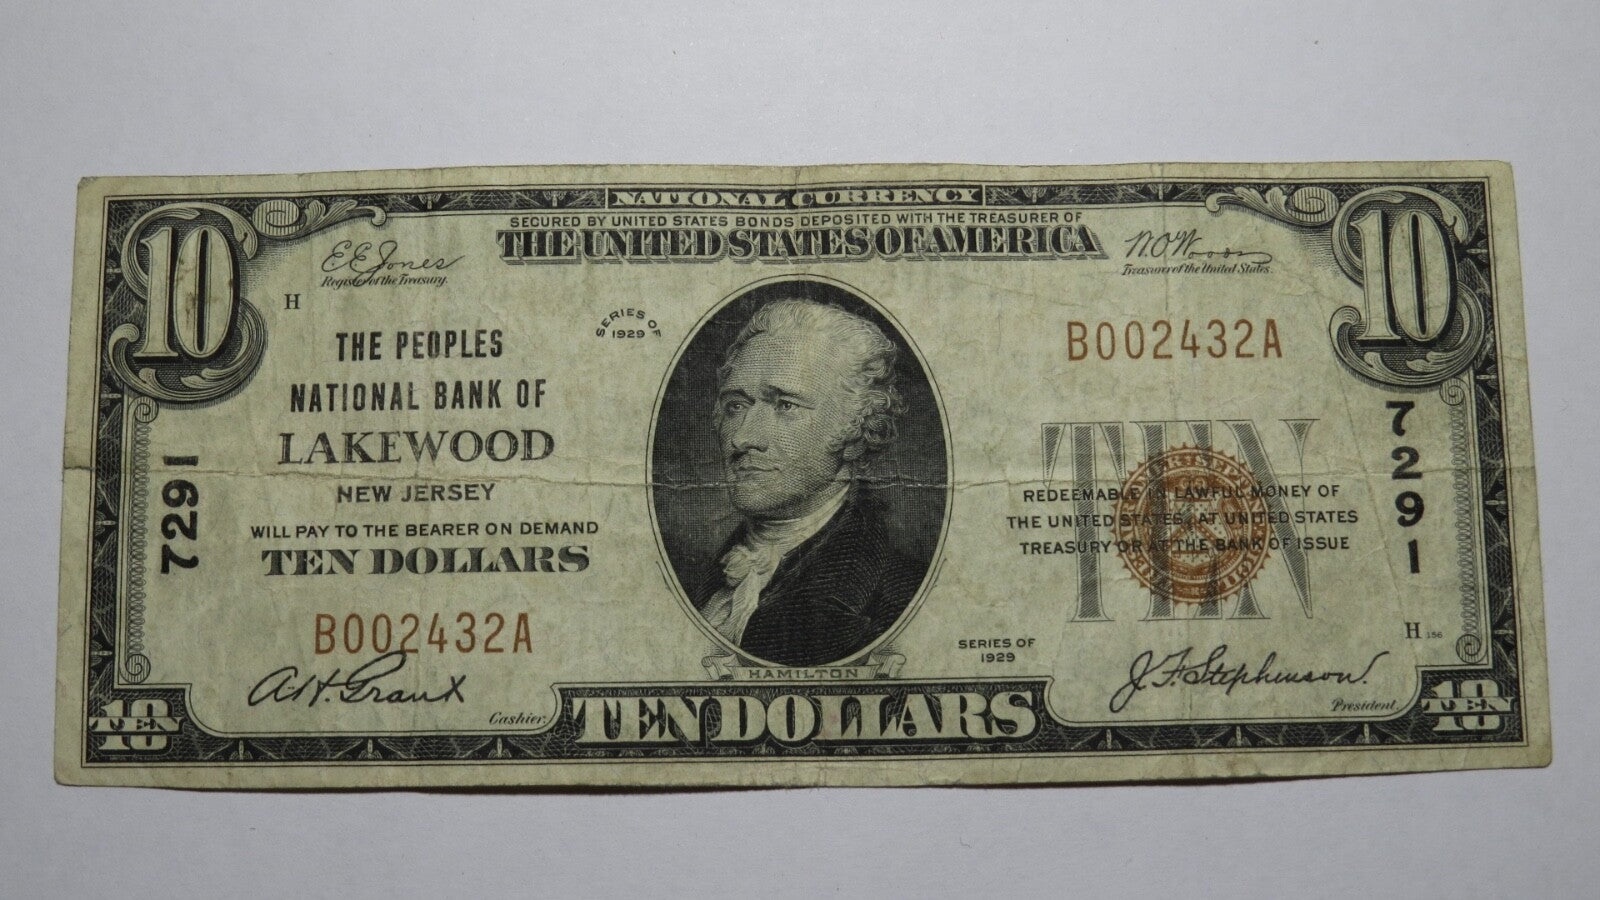 NATIONAL CURRENCY
SECURED BY UNITED STATES BONDS DEPOSITED WITH THE TREASURER OF
THE UNITED STATES OF AMERICA
10
10
E E Jones
Register of the Treasury.
W.O. Woods
Treasurer of the United States.
H
SERIES OF
1929
B002432A
THE PEOPLES
NATIONAL BANK OF
LAKEWOOD
NEW JERSEY
WILL PAY TO THE BEARER ON DEMAND
TEN DOLLARS
7291
7291
TEN
REDEEMABLE IN LAWFUL MONEY OF
THE UNITED STATES, AT UNITED STATES
TREASURY OR AT THE BANK OF ISSUE
B002432A
SERIES OF
1929
H 156
A H. Grant
Cashier.
HAMILTON
J. F. Stephenson.
President.
TEN
10
TEN DOLLARS
TEN
10